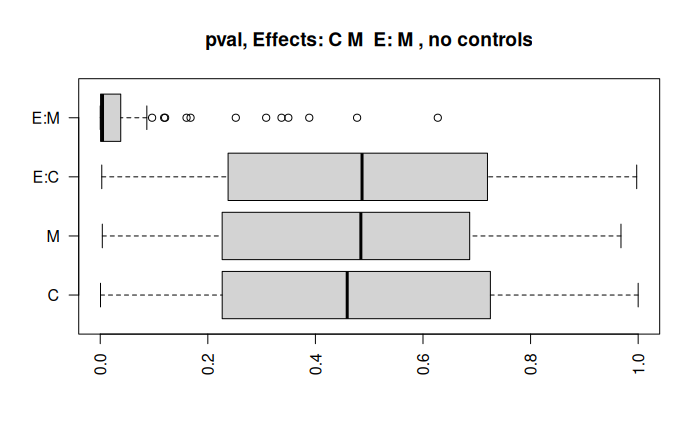 pval, Effects: C M  E: M , no controls
E:M
E:C
M
C
0.0
0.2
0.4
0.6
0.8
1.0